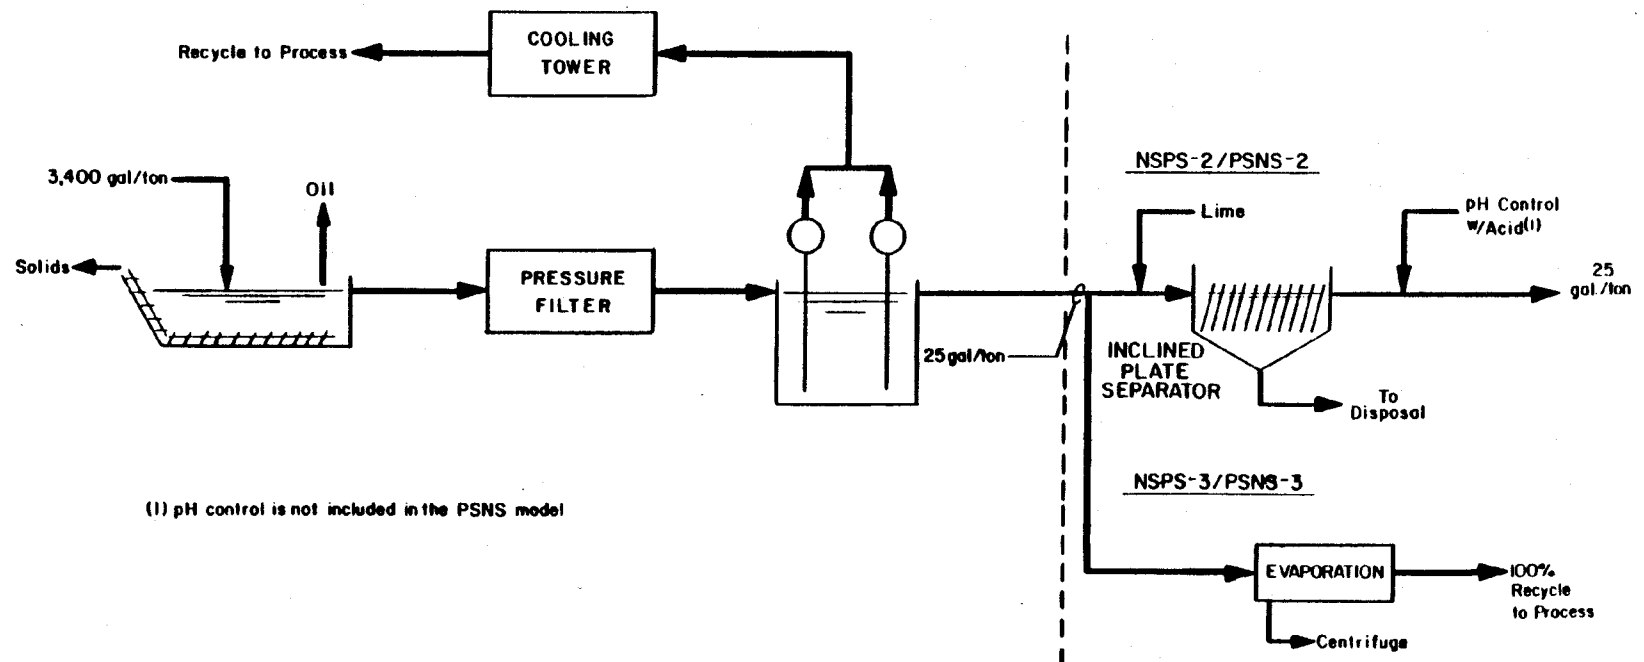 COOLING
TOWER
Recycle to Process
NSPS-2/PSNS-2
3,400 gal/ton
Oil
Lime
pH Control
w/Acid(1)
Solids
PRESSURE
FILTER
25
gal./ton
25 gal/ton
INCLINED
PLATE
SEPARATOR
To
Disposal
NSPS-3/PSNS-3
(1) pH control is not included in the PSNS model
EVAPORATION
100%
Recycle
to Process
Centrifuge